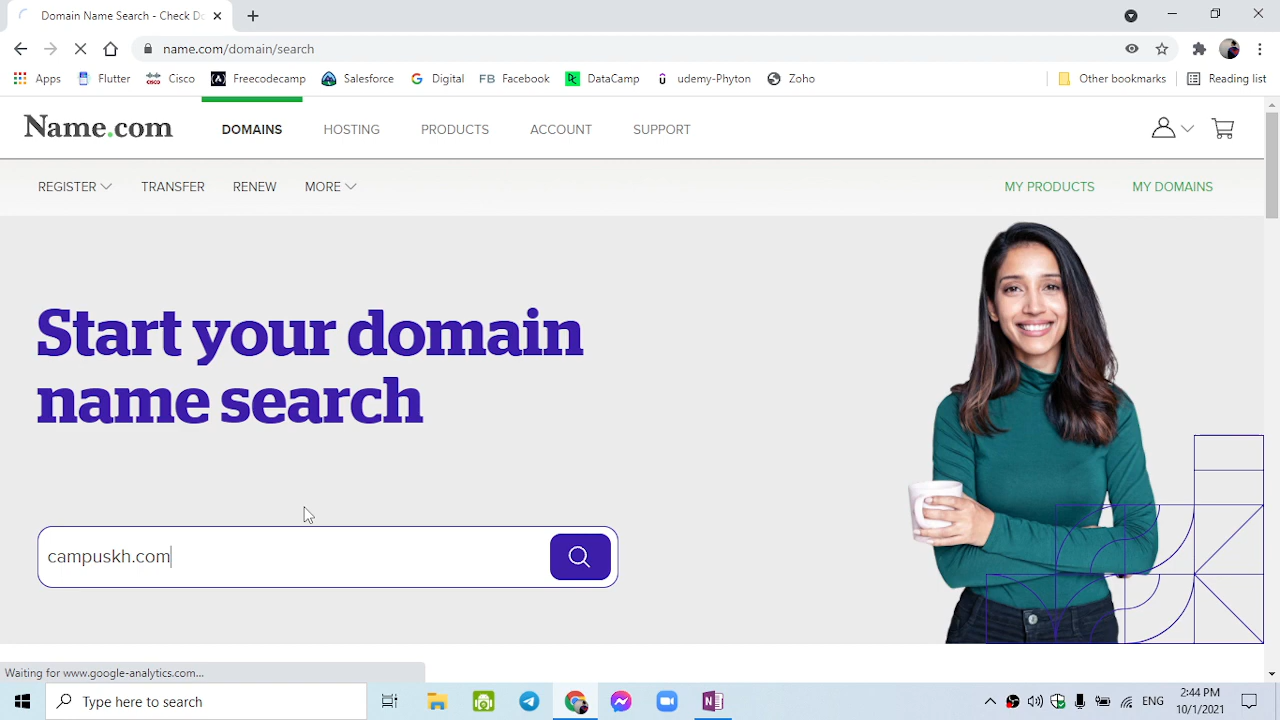 Domain Name Search - Check Do
name.com/domain/search
Apps Flutter Cisco Freecodecamp Salesforce Digital FB Facebook DataCamp udemy-Phyton Zoho Other bookmarks Reading list
Name.com DOMAINS HOSTING PRODUCTS ACCOUNT SUPPORT
REGISTER TRANSFER RENEW MORE MY PRODUCTS MY DOMAINS
Start your domain
name search
campuskh.com
Waiting for www.google-analytics.com...
Type here to search
ENG
2:44 PM
10/1/2021